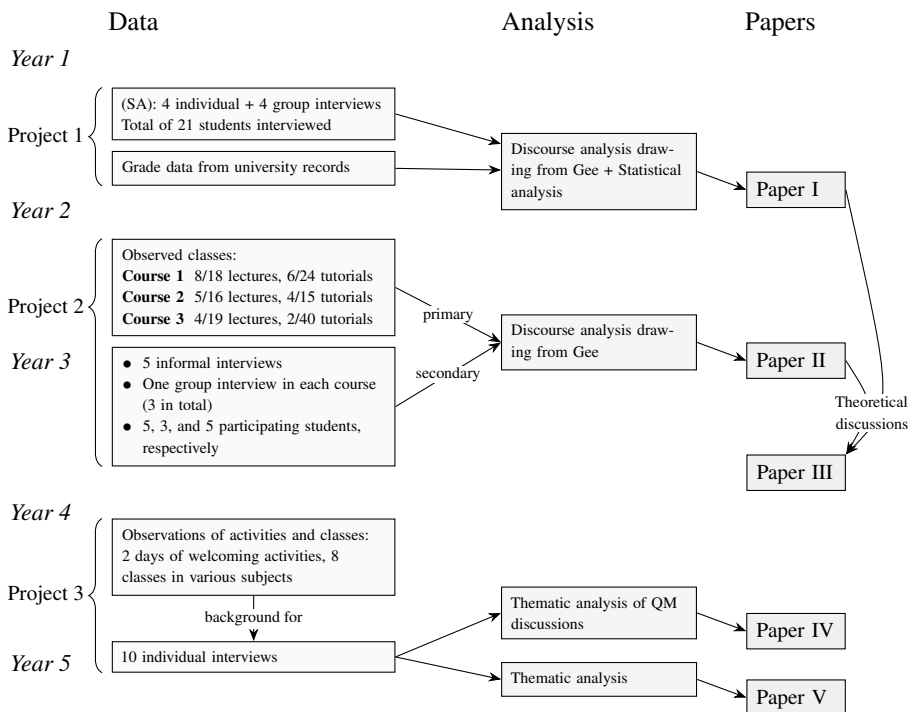 Data
Analysis
Papers
Year 1
Project 1
(SA): 4 individual + 4 group interviews
Total of 21 students interviewed
Grade data from university records
Discourse analysis draw-
ing from Gee + Statistical
analysis
Paper I
Year 2
Project 2
Observed classes:
Course 1 8/18 lectures, 6/24 tutorials
Course 2 5/16 lectures, 4/15 tutorials
Course 3 4/19 lectures, 2/40 tutorials
primary
secondary
Discourse analysis draw-
ing from Gee
Paper II
Year 3
● 5 informal interviews
● One group interview in each course
(3 in total)
● 5, 3, and 5 participating students,
respectively
Theoretical
discussions
Paper III
Year 4
Project 3
Observations of activities and classes:
2 days of welcoming activities, 8
classes in various subjects
background for
Thematic analysis of QM
discussions
Paper IV
Year 5
10 individual interviews
Thematic analysis
Paper V